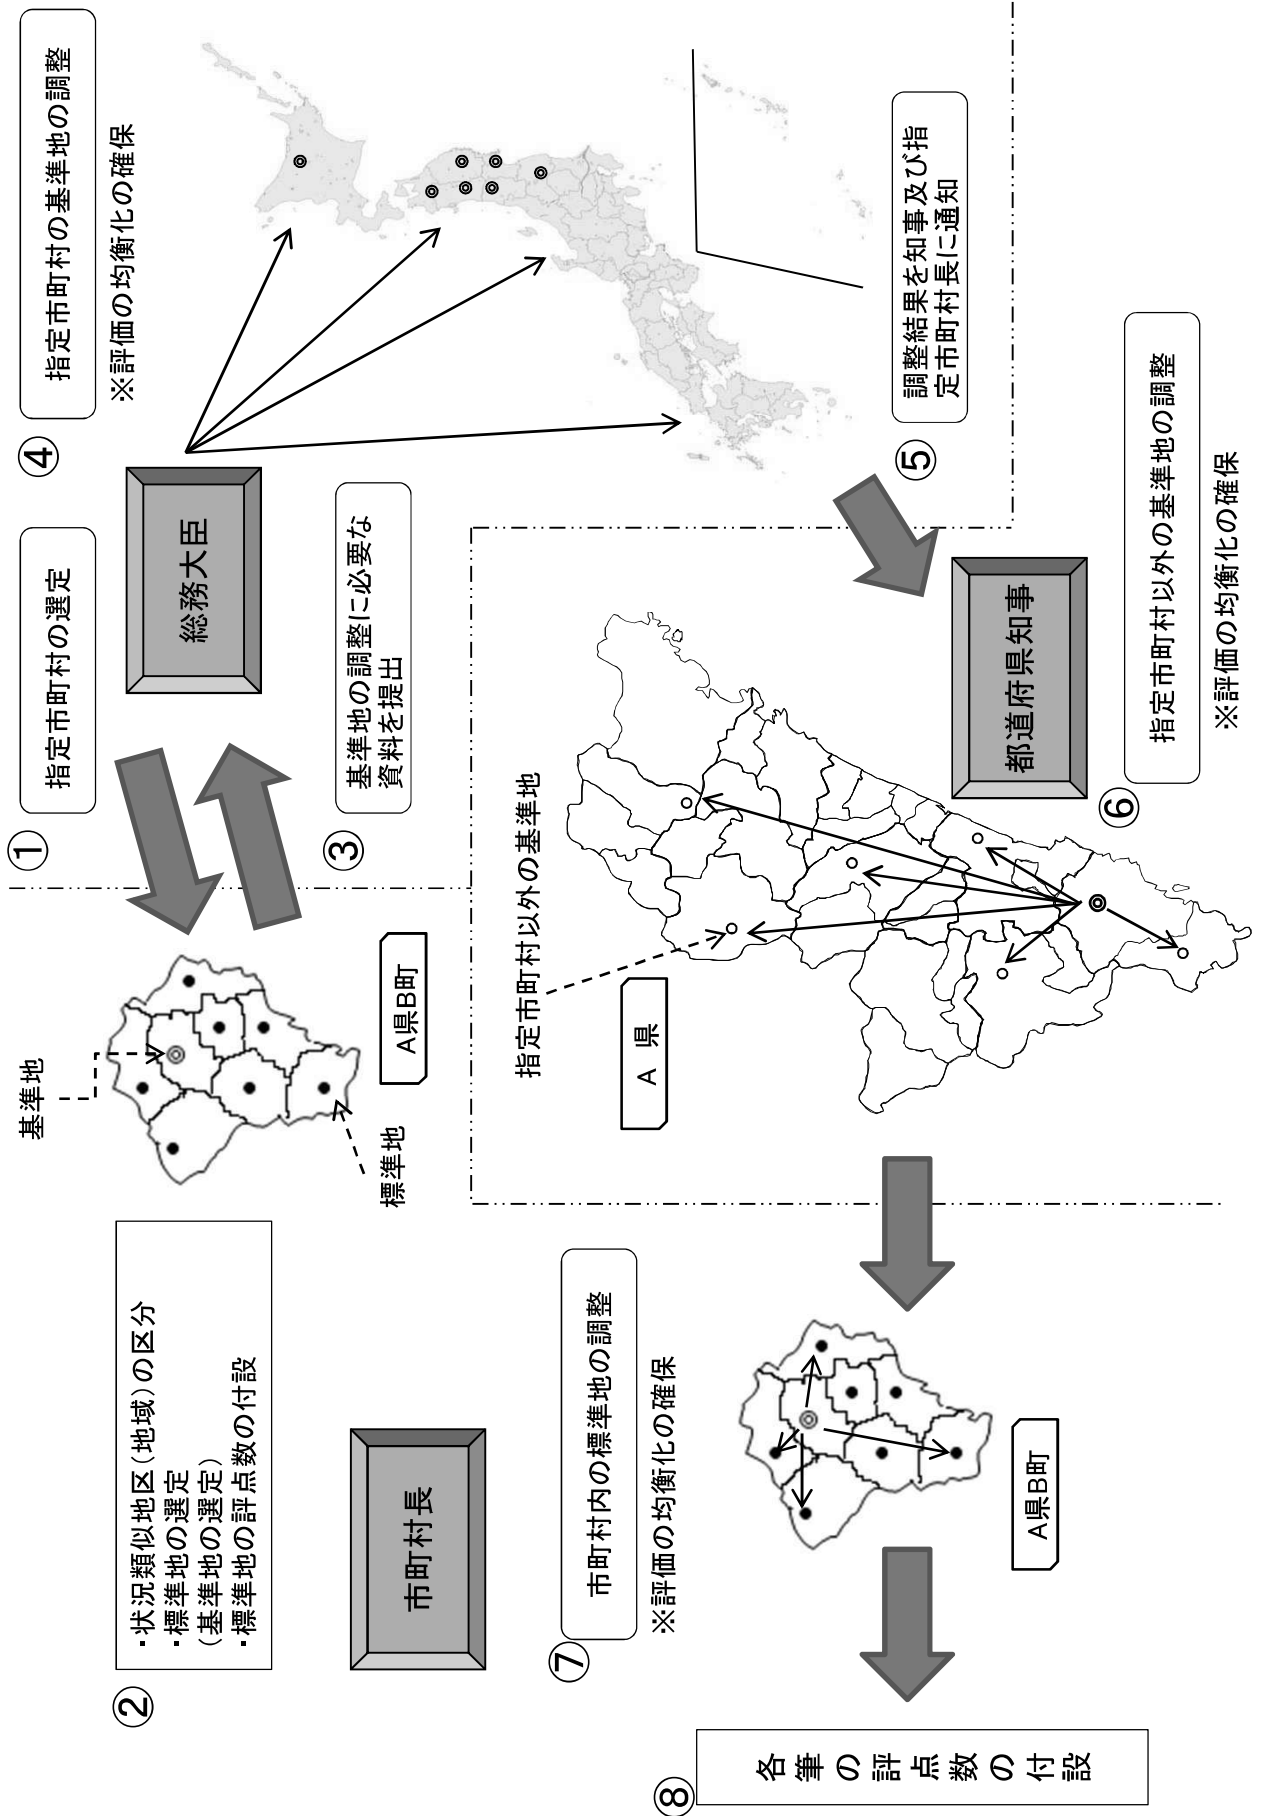 ①
指定市町村の選定
総務大臣
④
指定市町村の基準地の調整
※評価の均衡化の確保
②
・状況類似地区（地域）の区分
・標準地の選定
（基準地の選定）
・標準地の評点数の付設
基準地
標準地
A県B町
③
基準地の調整に必要な
資料を提出
市町村長
⑤
調整結果を知事及び指
定市町村長に通知
指定市町村以外の基準地
A 県
都道府県知事
⑥
指定市町村以外の基準地の調整
※評価の均衡化の確保
⑦
市町村内の標準地の調整
※評価の均衡化の確保
A県B町
⑧
各筆の評点数の付設